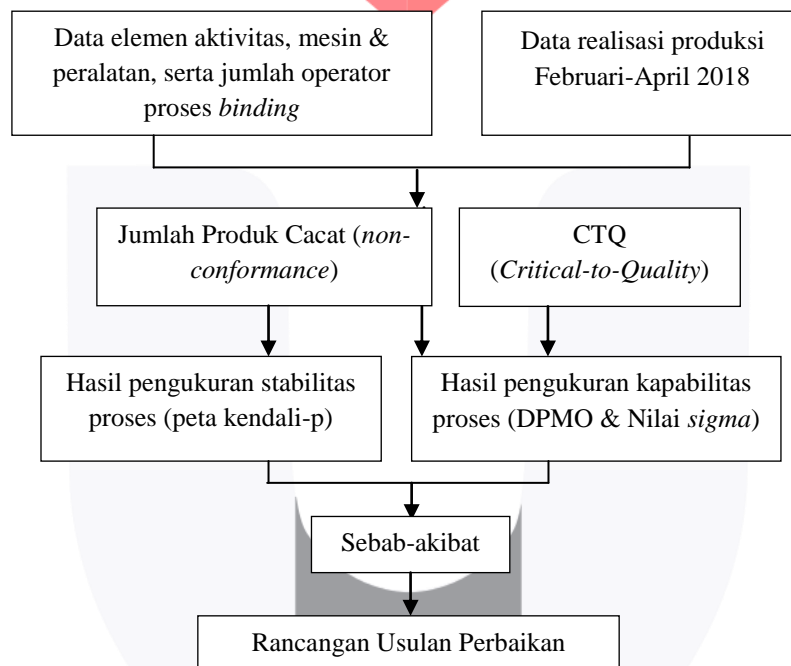 Data elemen aktivitas, mesin &
peralatan, serta jumlah operator
proses binding
Data realisasi produksi
Februari-April 2018
Jumlah Produk Cacat (non-
conformance)
CTQ
(Critical-to-Quality)
Hasil pengukuran stabilitas
proses (peta kendali-p)
Hasil pengukuran kapabilitas
proses (DPMO & Nilai sigma)
Sebab-akibat
Rancangan Usulan Perbaikan